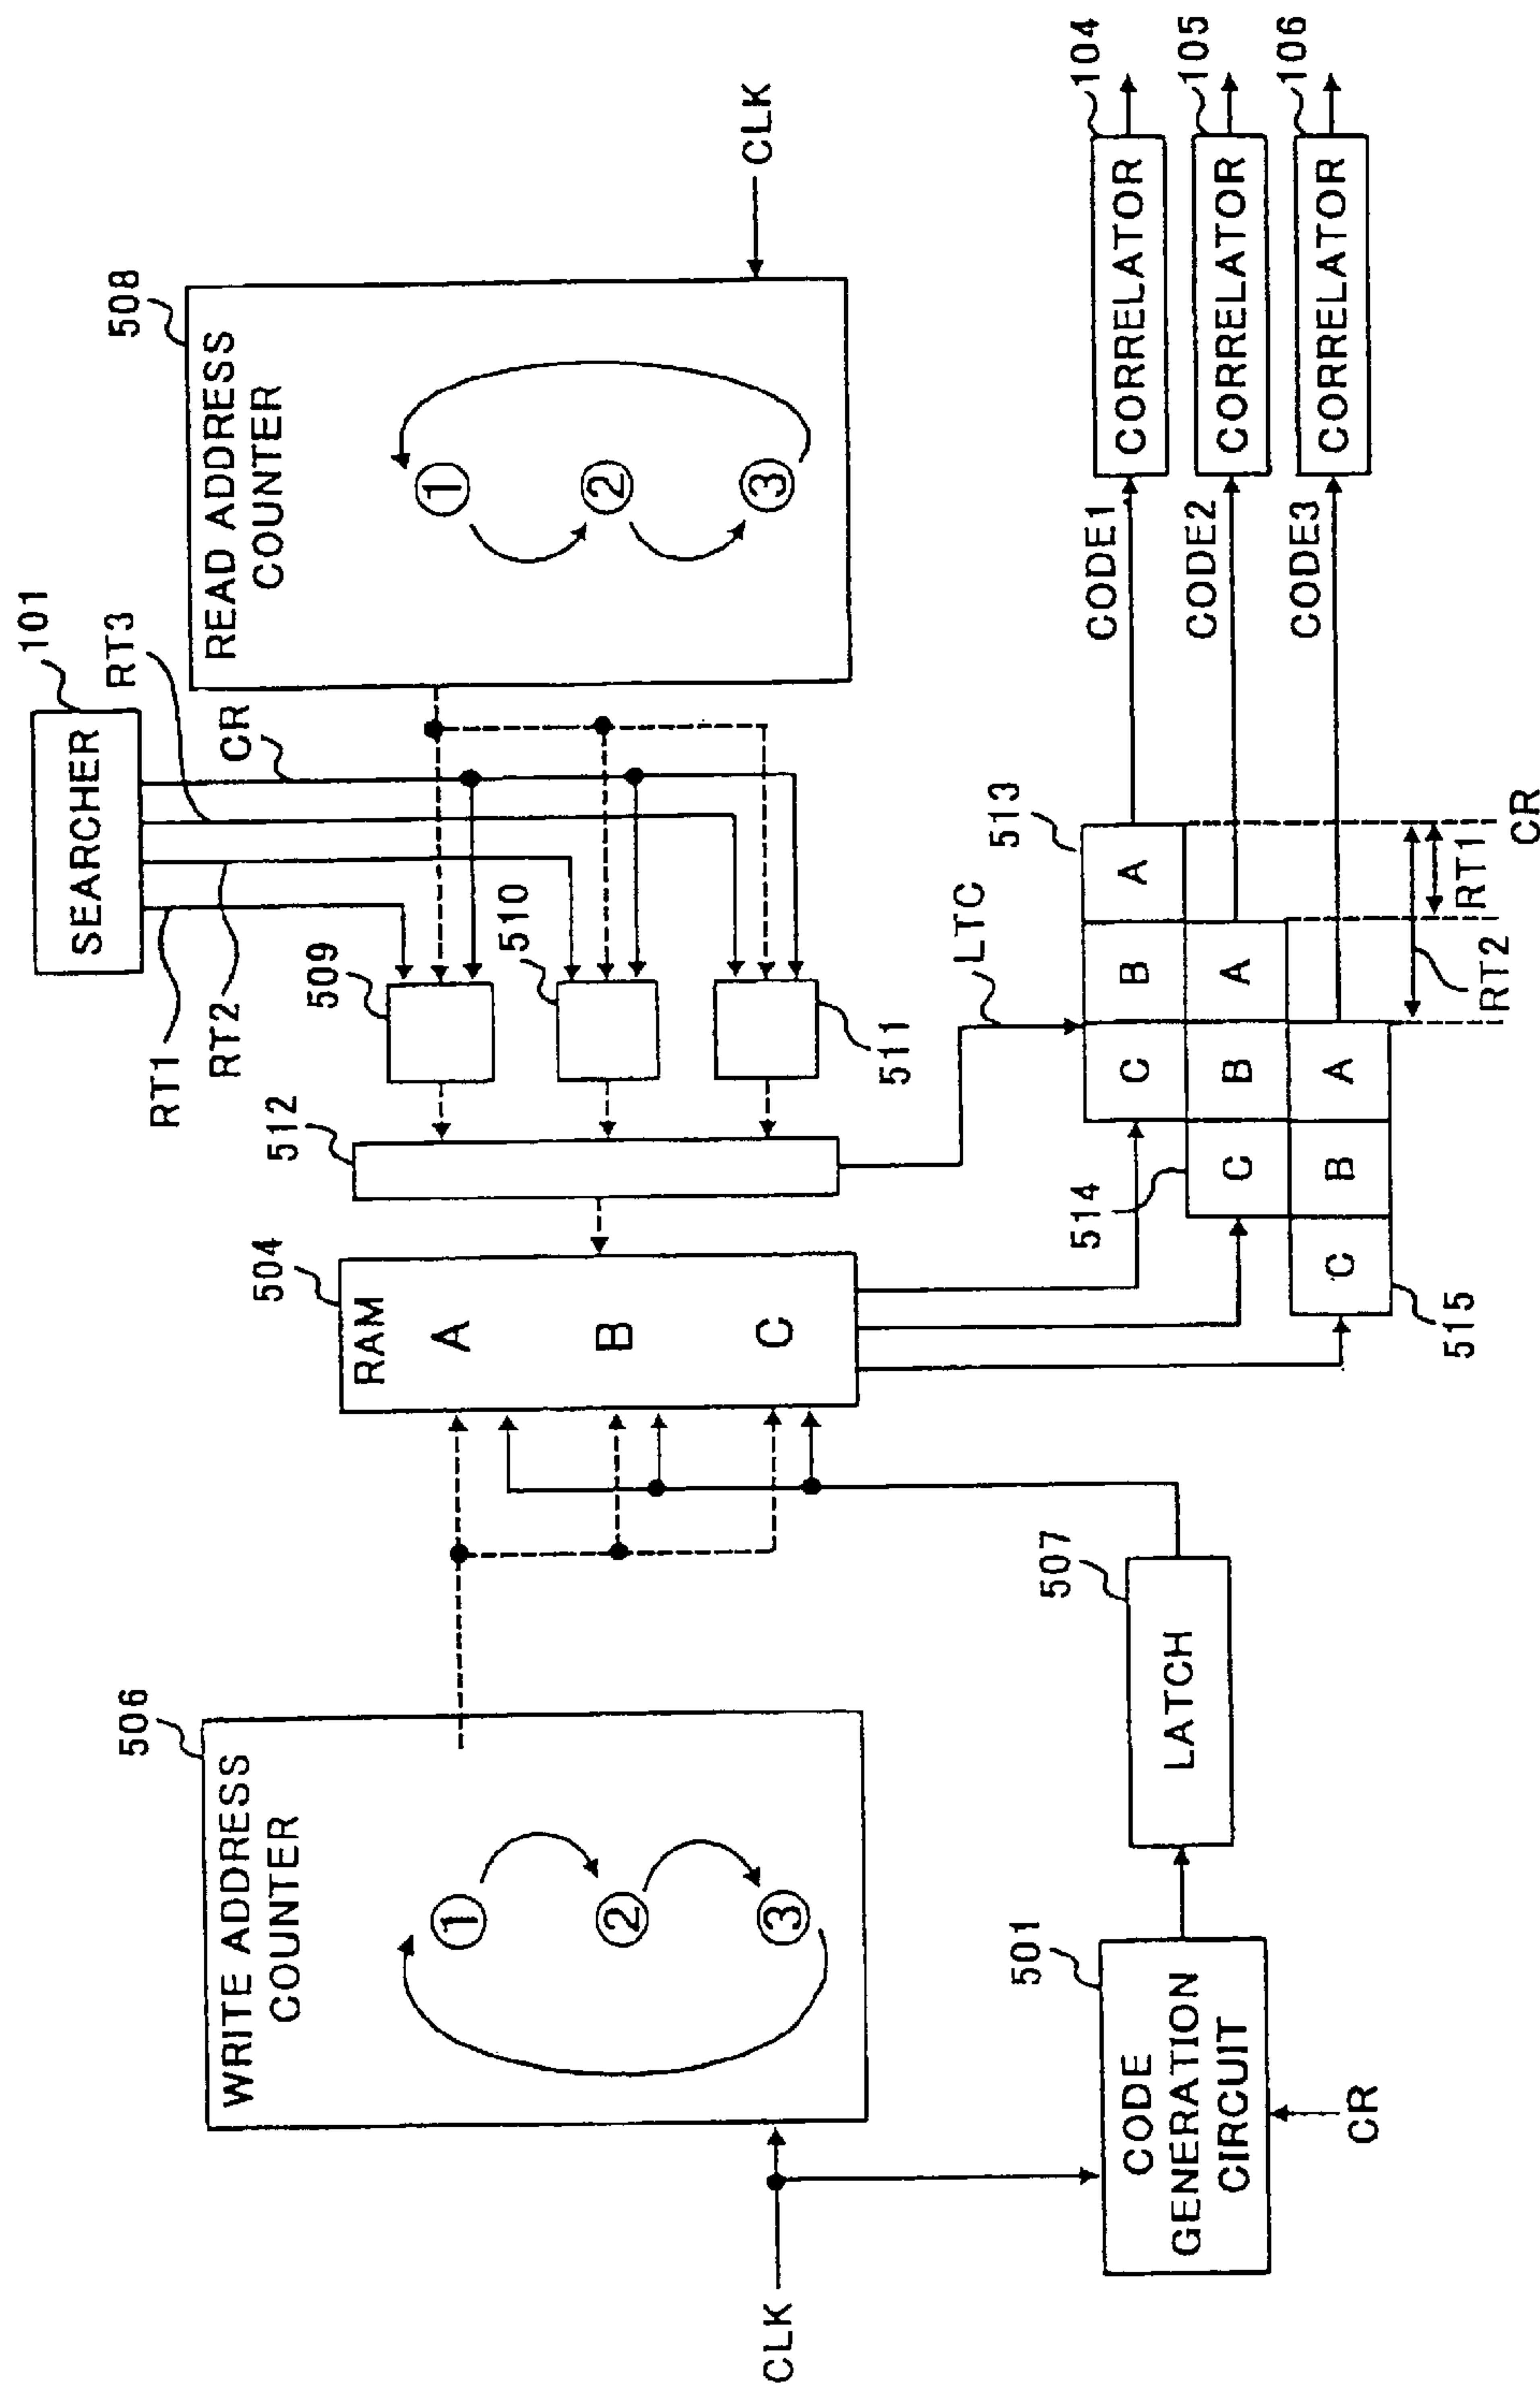 101
SEARCHER
RT1
RT2
RT3
CR
506
WRITE ADDRESS
COUNTER
①
②
③
CLK
504
RAM
A
B
C
512
509
510
511
508
READ ADDRESS
COUNTER
①
②
③
CLK
501
CODE
GENERATION
CIRCUIT
CR
507
LATCH
LTC
513
C
B
A
514
C
B
A
515
C
B
A
RT2
RT1
CR
CODE1
CORRELATOR
104
CODE2
CORRELATOR
105
CODE3
CORRELATOR
106